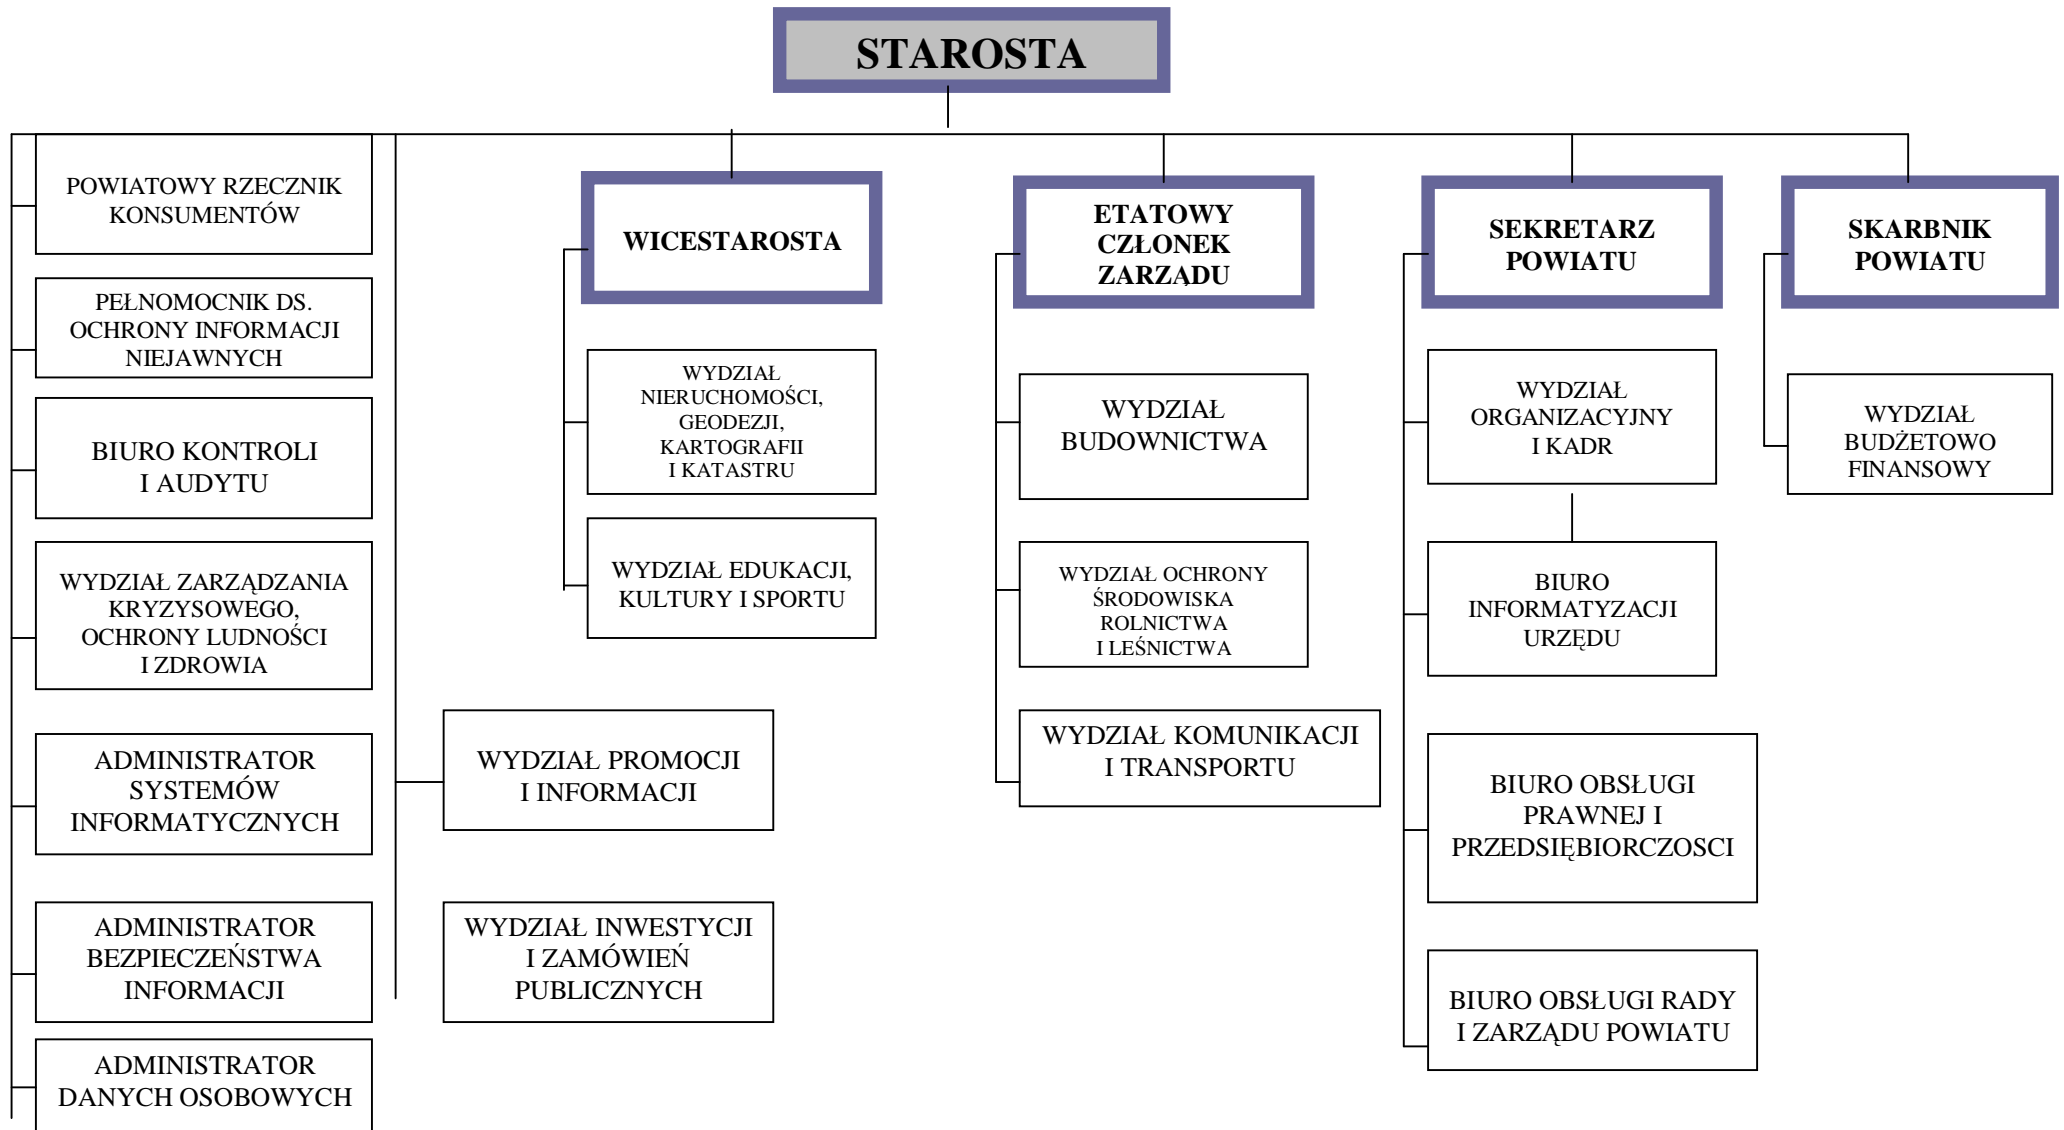 STAROSTA
POWIATOWY RZECZNIK
KONSUMENTÓW
PEŁNOMOCNIK DS.
OCHRONY INFORMACJI
NIEJAWNYCH
BIURO KONTROLI
I AUDYTU
WYDZIAŁ ZARZĄDZANIA
KRYZYSOWEGO,
OCHRONY LUDNOŚCI
I ZDROWIA
ADMINISTRATOR
SYSTEMÓW
INFORMATYCZNYCH
ADMINISTRATOR
BEZPIECZEŃSTWA
INFORMACJI
ADMINISTRATOR
DANYCH OSOBOWYCH
WYDZIAŁ PROMOCJI
I INFORMACJI
WYDZIAŁ INWESTYCJI
I ZAMÓWIEŃ
PUBLICZNYCH
WICESTAROSTA
WYDZIAŁ
NIERUCHOMOŚCI,
GEODEZJI,
KARTOGRAFII
I KATASTRU
WYDZIAŁ EDUKACJI,
KULTURY I SPORTU
ETATOWY
CZŁONEK
ZARZĄDU
WYDZIAŁ
BUDOWNICTWA
WYDZIAŁ OCHRONY
ŚRODOWISKA
ROLNICTWA
I LEŚNICTWA
WYDZIAŁ KOMUNIKACJI
I TRANSPORTU
SEKRETARZ
POWIATU
WYDZIAŁ
ORGANIZACYJNY
I KADR
BIURO
INFORMATYZACJI
URZĘDU
BIURO OBSŁUGI
PRAWNEJ I
PRZEDSIĘBIORCZOSCI
BIURO OBSŁUGI RADY
I ZARZĄDU POWIATU
SKARBNIK
POWIATU
WYDZIAŁ
BUDŻETOWO
FINANSOWY